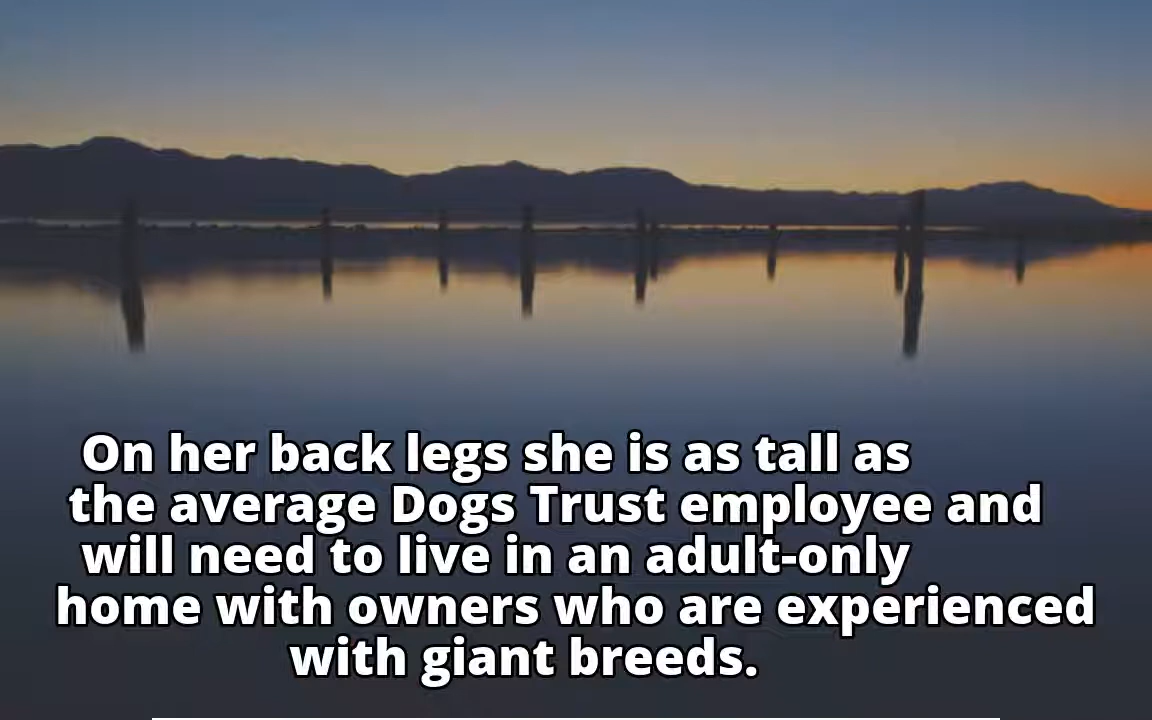 On her back legs she is as tall as
the average Dogs Trust employee and
will need to live in an adult-only
home with owners who are experienced
with giant breeds.